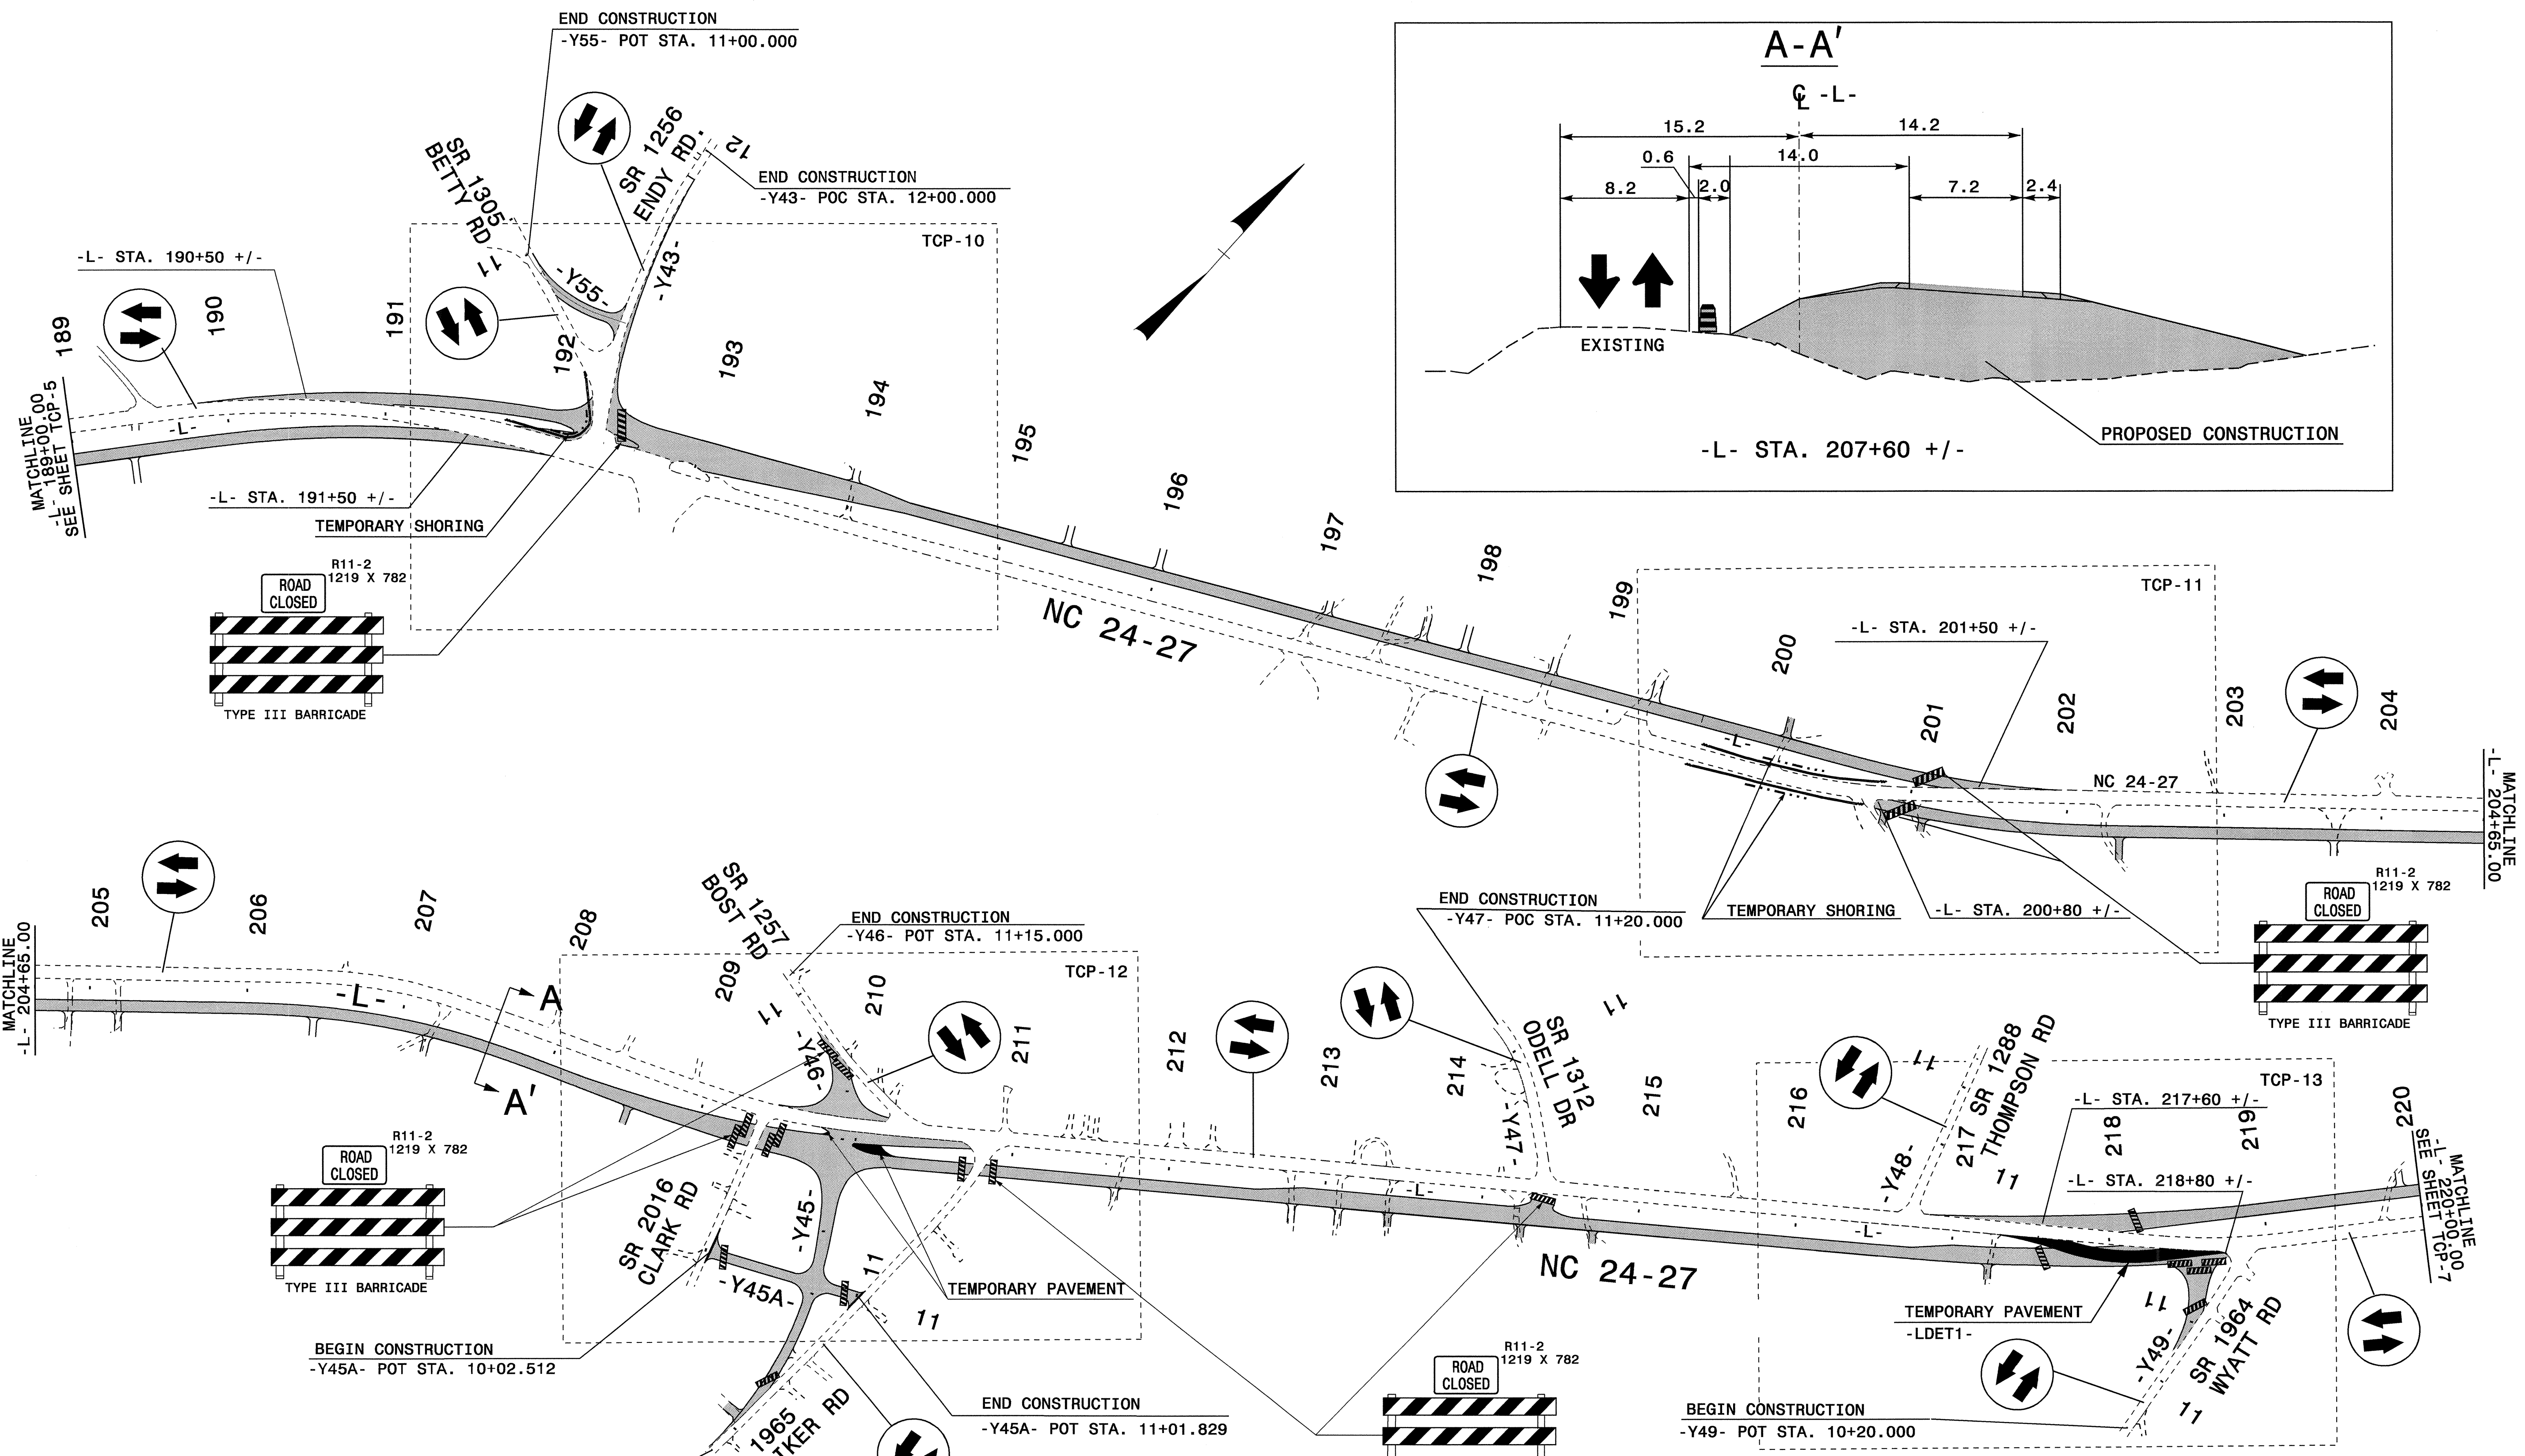 END CONSTRUCTION
-Y55- POT STA. 11+00.000
SR 1305
BETTY RD
SR 1256
ENDY RD.
12
END CONSTRUCTION
-Y43- POC STA. 12+00.000
TCP-10
11
-Y55-
-Y43-
-L- STA. 190+50 +/-
189
190
191
192
193
194
195
196
197
198
199
200
201
202
203
204
MATCHLINE
-L- 189+00.00
SEE SHEET TCP-5
-L-
-L- STA. 191+50 +/-
TEMPORARY SHORING
R11-2
1219 X 782
ROAD
CLOSED
TYPE III BARRICADE
NC 24-27
A-A'
℄ -L-
15.2
14.2
0.6
14.0
8.2
2.0
7.2
2.4
EXISTING
PROPOSED CONSTRUCTION
-L- STA. 207+60 +/-
TCP-11
-L- STA. 201+50 +/-
-L-
NC 24-27
MATCHLINE
-L- 204+65.00
TEMPORARY SHORING
-L- STA. 200+80 +/-
R11-2
1219 X 782
ROAD
CLOSED
TYPE III BARRICADE
MATCHLINE
-L- 204+65.00
205
206
207
208
209
210
211
212
213
214
215
216
217
218
219
220
-L-
A
A'
SR 1257
BOST RD
END CONSTRUCTION
-Y46- POT STA. 11+15.000
TCP-12
11
-Y46-
R11-2
1219 X 782
ROAD
CLOSED
TYPE III BARRICADE
SR 2016
CLARK RD
-Y45-
-Y45A-
11
11
TEMPORARY PAVEMENT
BEGIN CONSTRUCTION
-Y45A- POT STA. 10+02.512
END CONSTRUCTION
-Y45A- POT STA. 11+01.829
1965
END CONSTRUCTION
-Y47- POC STA. 11+20.000
SR 1312
ODELL DR
11
-Y47-
-L-
NC 24-27
R11-2
1219 X 782
ROAD
CLOSED
SR 1288
THOMPSON RD
11
-Y48-
11
TCP-13
-L- STA. 217+60 +/-
-L- STA. 218+80 +/-
-L-
MATCHLINE
-L- 220+00.00
SEE SHEET TCP-7
TEMPORARY PAVEMENT
-LDET1-
11
-Y49-
SR 1964
WYATT RD
11
BEGIN CONSTRUCTION
-Y49- POT STA. 10+20.000